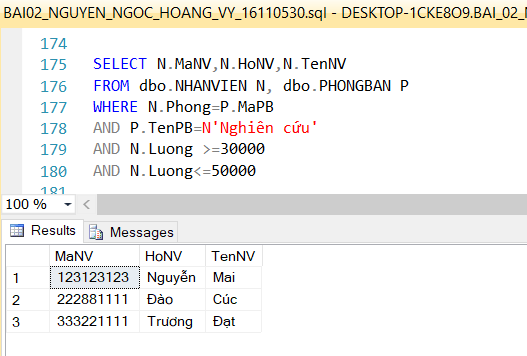 BAI02_NGUYEN_NGOC_HOANG_VY_16110530.sql - DESKTOP-1CKE8O9.BAI_02_
174
175 SELECT N.MaNV,N.HoNV,N.TenNV
176 FROM dbo.NHANVIEN N, dbo.PHONGBAN P
177 WHERE N.Phong=P.MaPB
178 AND P.TenPB=N'Nghiên cứu'
179 AND N.Luong >=30000
180 AND N.Luong<=50000
181
100 %
Results Messages
MaNV HoNV TenNV
1 123123123 Nguyễn Mai
2 222881111 Đào Cúc
3 333221111 Trương Đạt